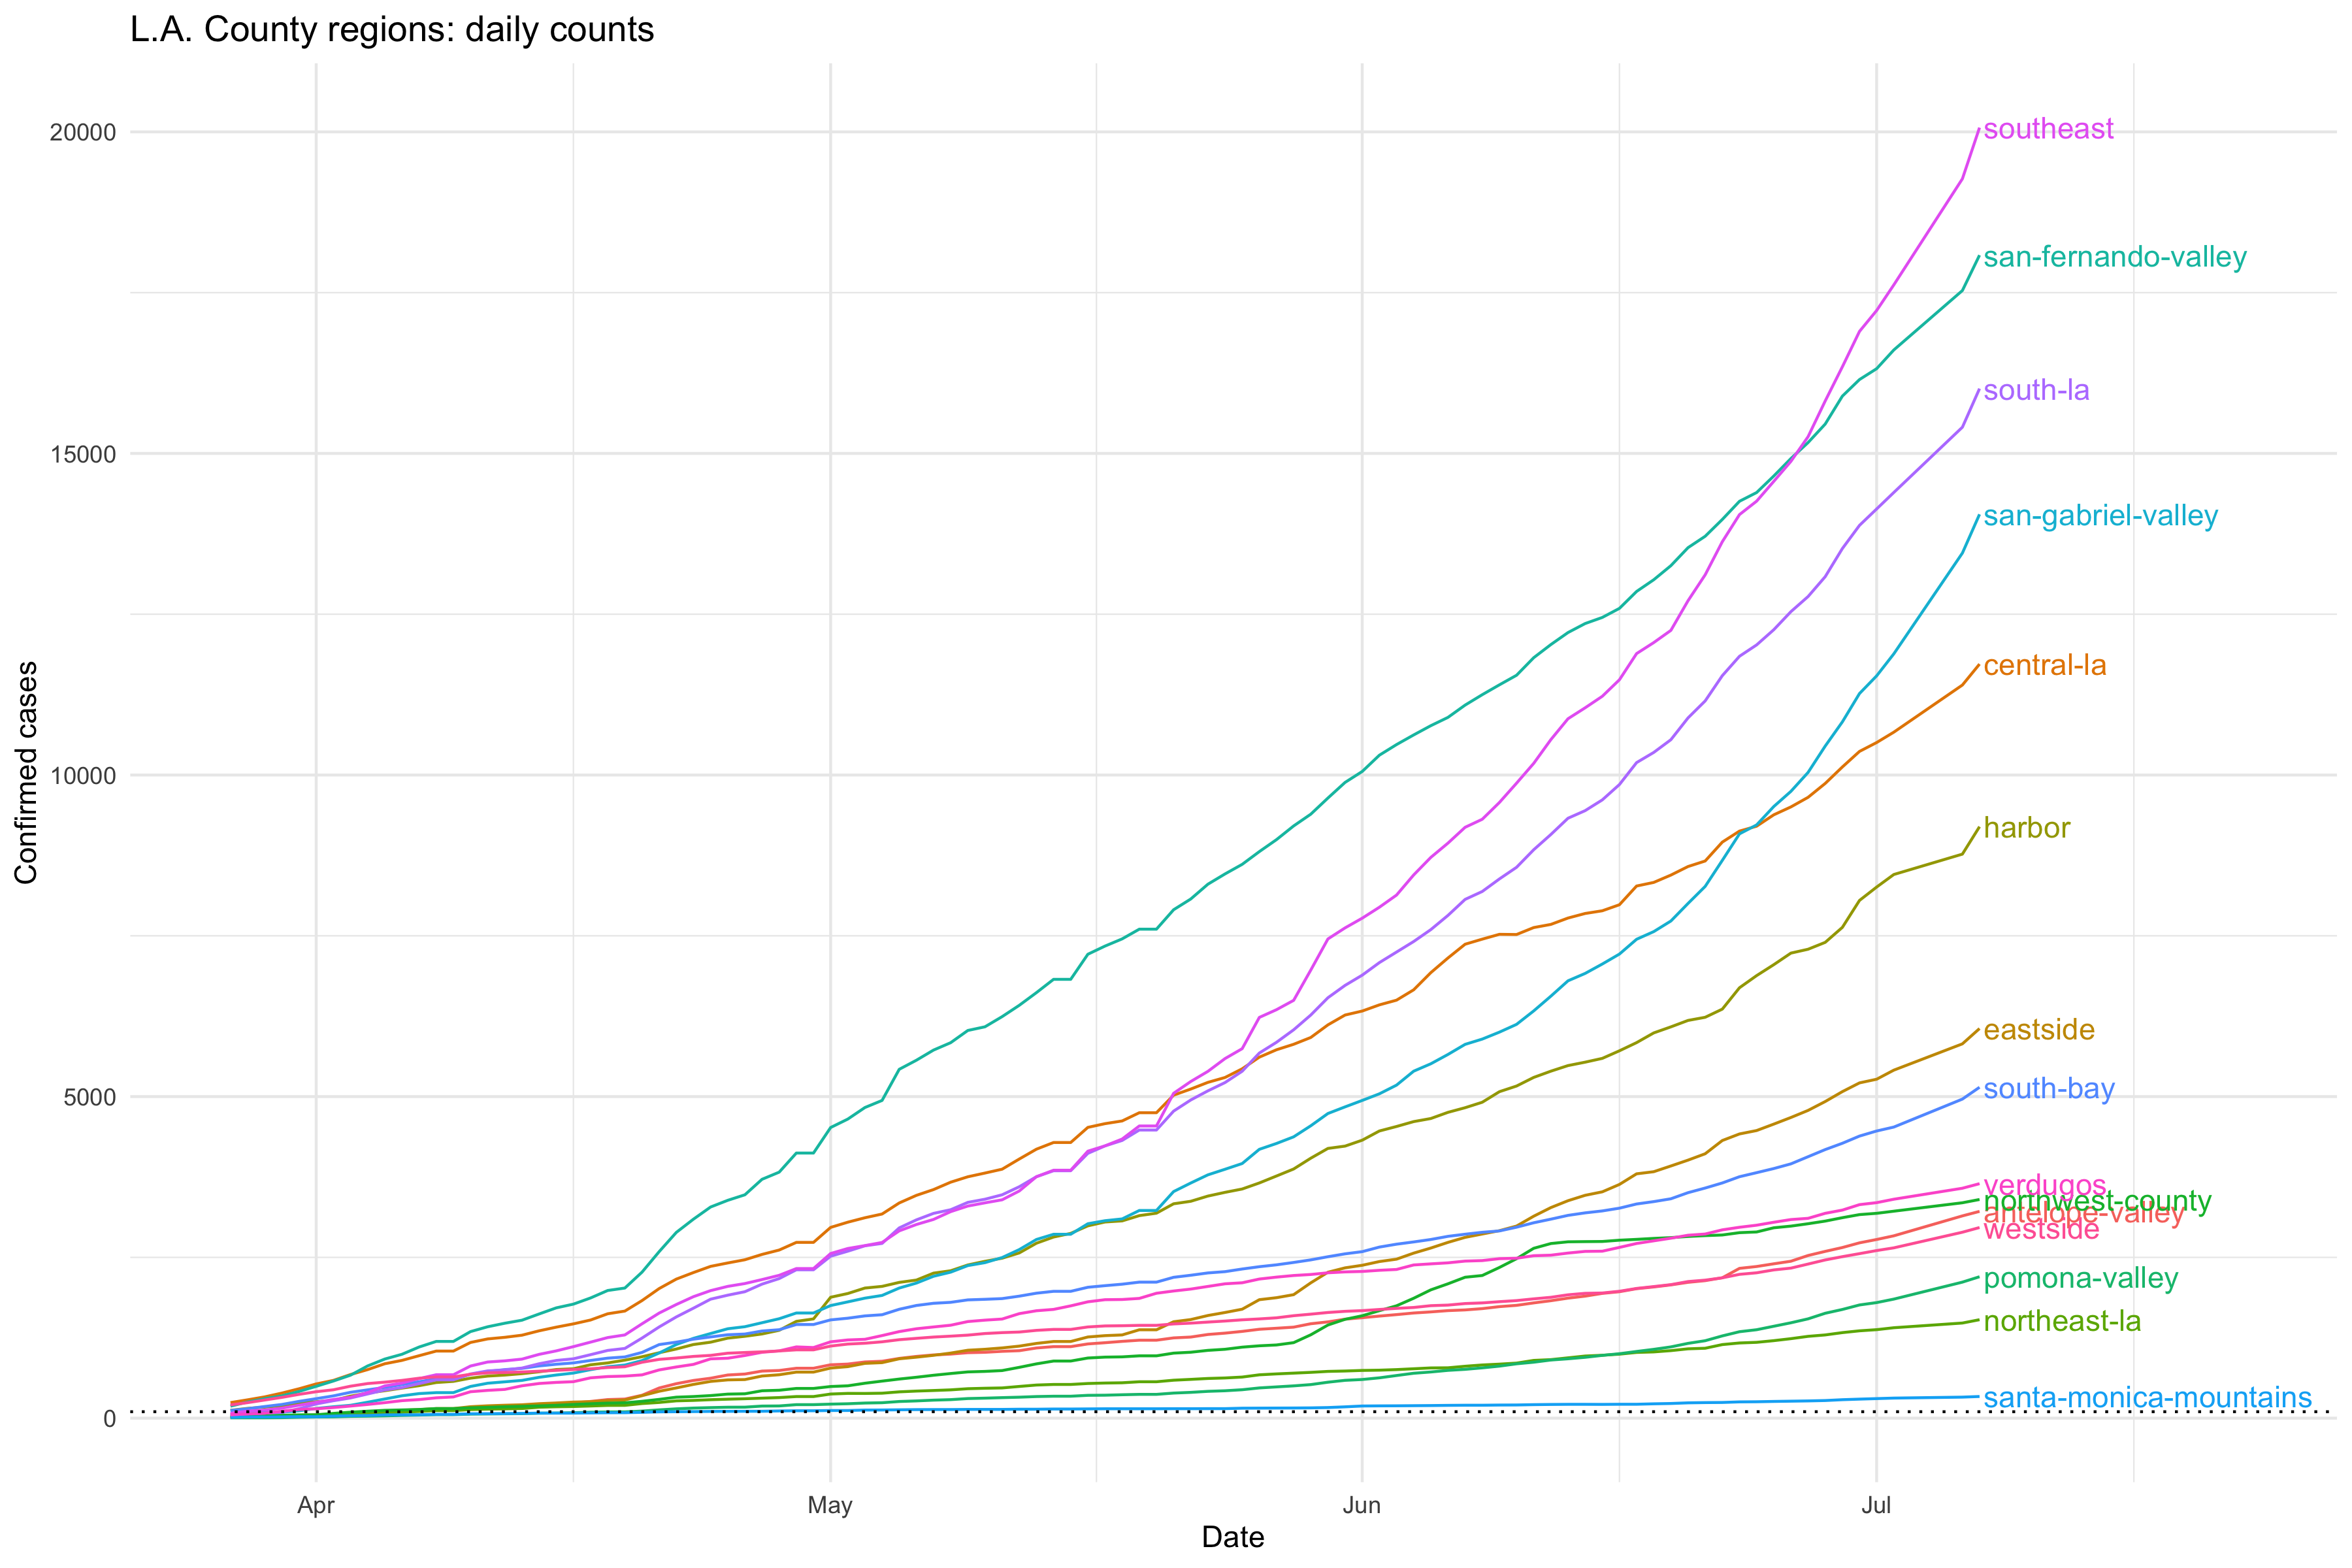 L.A. County regions: daily counts
20000
15000
10000
5000
0
Confirmed cases
southeast
san-fernando-valley
south-la
san-gabriel-valley
central-la
harbor
eastside
south-bay
verdugos
northwest-county
antelope-valley
westside
pomona-valley
northeast-la
santa-monica-mountains
Apr
May
Jun
Jul
Date